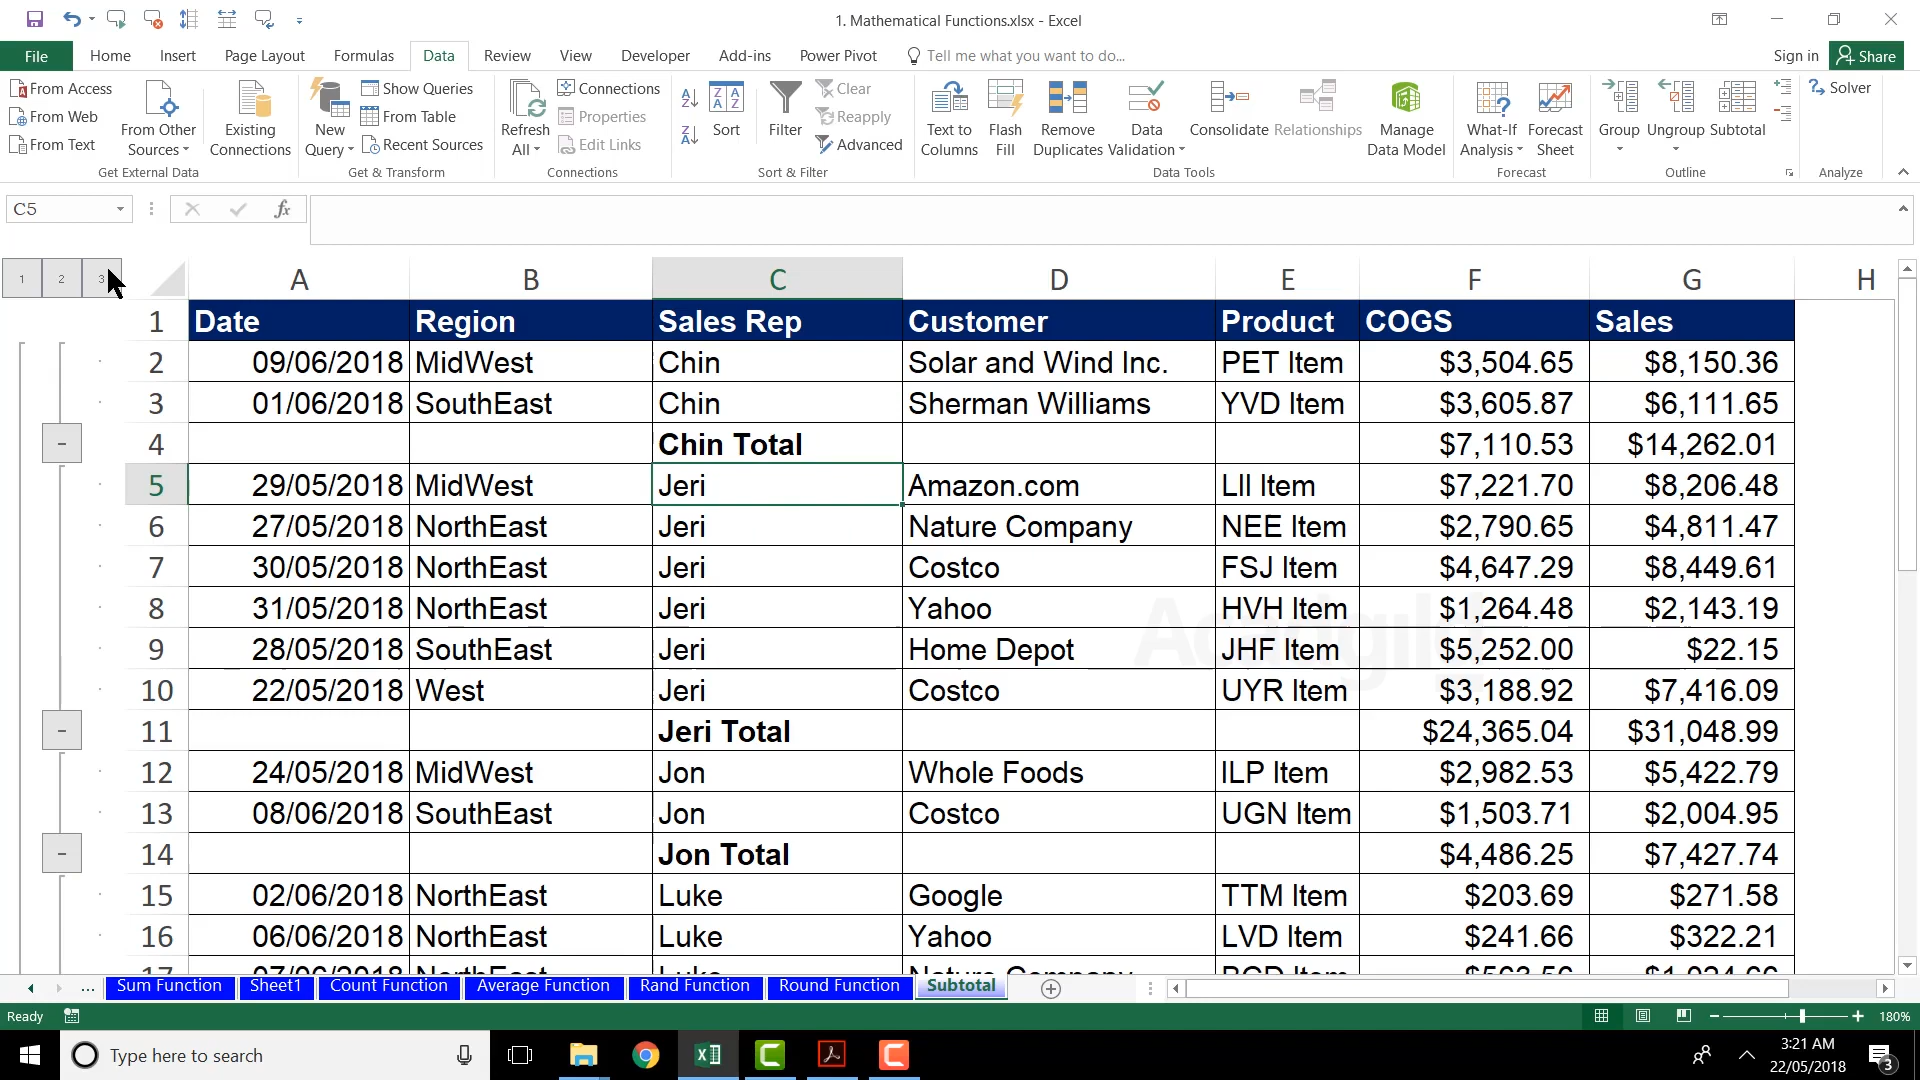 1. Mathematical Functions.xlsx - Excel
File Home Insert Page Layout Formulas Data Review View Developer Add-ins Power Pivot Tell me what you want to do... Sign in Share
From Access
From Web
From Text
From Other Sources
Existing Connections
Get External Data
New Query
Show Queries
From Table
Recent Sources
Get & Transform
Refresh All
Connections
Properties
Edit Links
Connections
Sort
Filter
Clear
Reapply
Advanced
Sort & Filter
Text to Columns
Flash Fill
Remove Duplicates
Data Validation
Consolidate
Relationships
Manage Data Model
Data Tools
What-If Analysis
Forecast Sheet
Forecast
Group
Ungroup
Subtotal
Outline
Solver
Analyze
C5 fx
1 2 3 A B C D E F G H
1 Date Region Sales Rep Customer Product COGS Sales
2 09/06/2018 MidWest Chin Solar and Wind Inc. PET Item $3,504.65 $8,150.36
3 01/06/2018 SouthEast Chin Sherman Williams YVD Item $3,605.87 $6,111.65
4 Chin Total $7,110.53 $14,262.01
5 29/05/2018 MidWest Jeri Amazon.com LII Item $7,221.70 $8,206.48
6 27/05/2018 NorthEast Jeri Nature Company NEE Item $2,790.65 $4,811.47
7 30/05/2018 NorthEast Jeri Costco FSJ Item $4,647.29 $8,449.61
8 31/05/2018 NorthEast Jeri Yahoo HVH Item $1,264.48 $2,143.19
9 28/05/2018 SouthEast Jeri Home Depot JHF Item $5,252.00 $22.15
10 22/05/2018 West Jeri Costco UYR Item $3,188.92 $7,416.09
11 Jeri Total $24,365.04 $31,048.99
12 24/05/2018 MidWest Jon Whole Foods ILP Item $2,982.53 $5,422.79
13 08/06/2018 SouthEast Jon Costco UGN Item $1,503.71 $2,004.95
14 Jon Total $4,486.25 $7,427.74
15 02/06/2018 NorthEast Luke Google TTM Item $203.69 $271.58
16 06/06/2018 NorthEast Luke Yahoo LVD Item $241.66 $322.21
Sum Function Sheet1 Count Function Average Function Rand Function Round Function Subtotal
Ready 180%
Type here to search
3:21 AM
22/05/2018
3